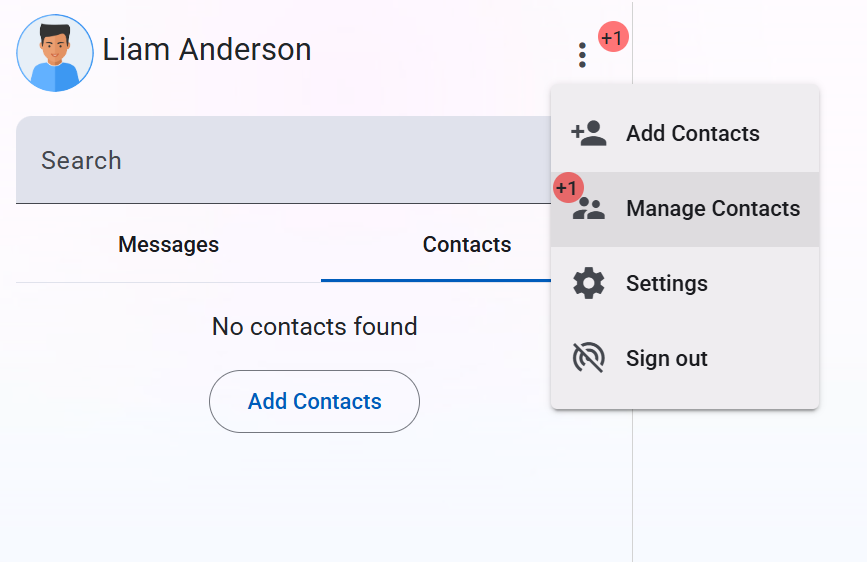 Liam Anderson
+1
Search
Messages
Contacts
No contacts found
Add Contacts
Add Contacts
+1
Manage Contacts
Settings
Sign out